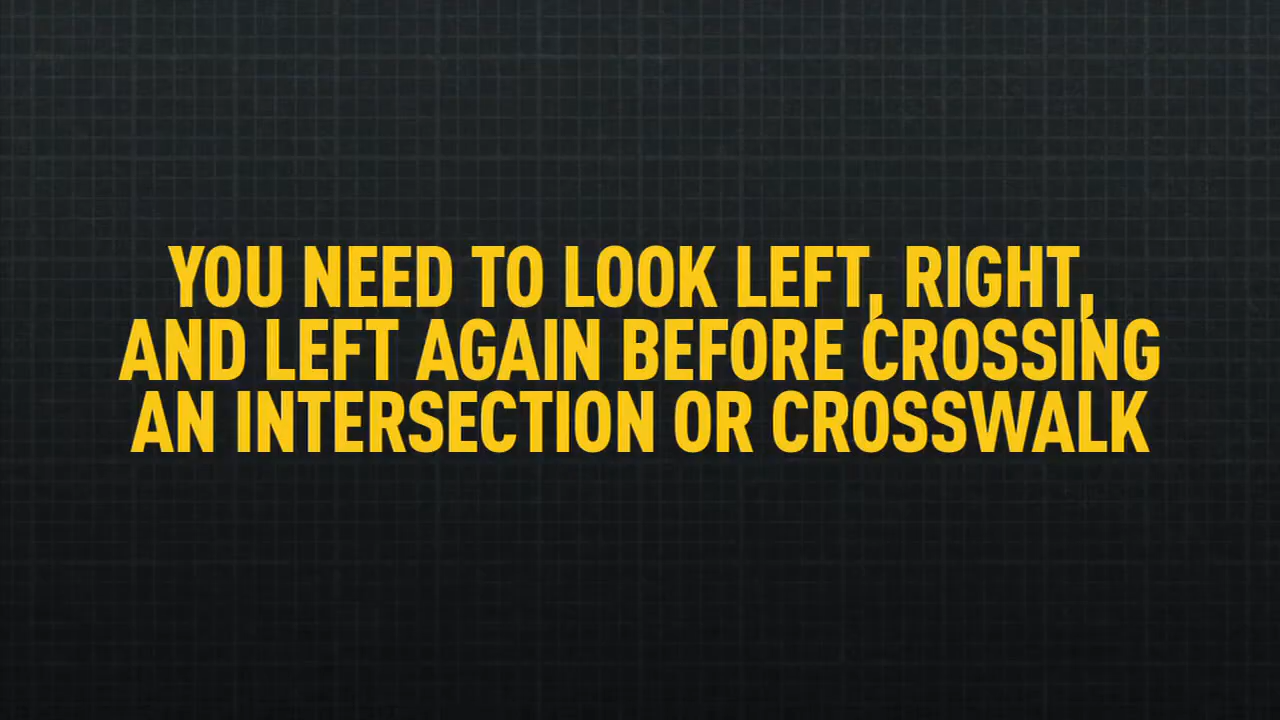 YOU NEED TO LOOK LEFT, RIGHT,
AND LEFT AGAIN BEFORE CROSSING
AN INTERSECTION OR CROSSWALK